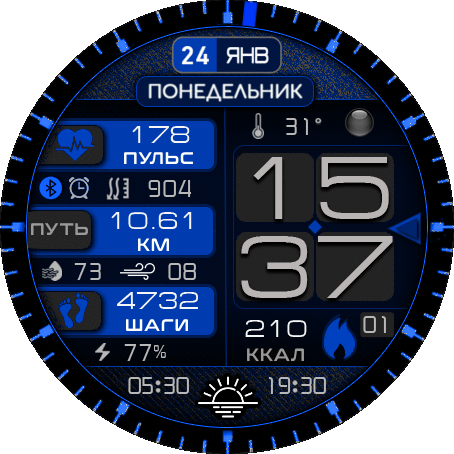 24 ЯНВ
ПОНЕДЕЛЬНИК
31°
178
ПУЛЬС
904
10.61
ПУТЬ
КМ
73 08
4732
ШАГИ
77%
15
37
210
ККАЛ
01
05:30 19:30